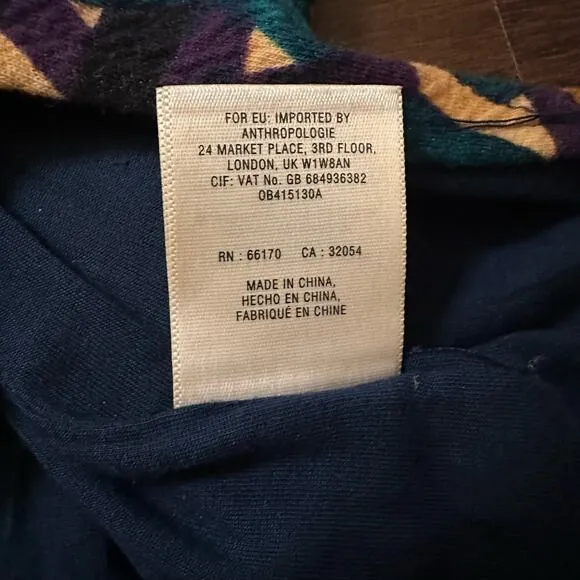 FOR EU: IMPORTED BY
ANTHROPOLOGIE
24 MARKET PLACE, 3RD FLOOR,
LONDON, UK W1W8AN
CIF: VAT No. GB 684936382
OB415130A
RN : 66170 CA : 32054
MADE IN CHINA,
HECHO EN CHINA,
FABRIQUÉ EN CHINE